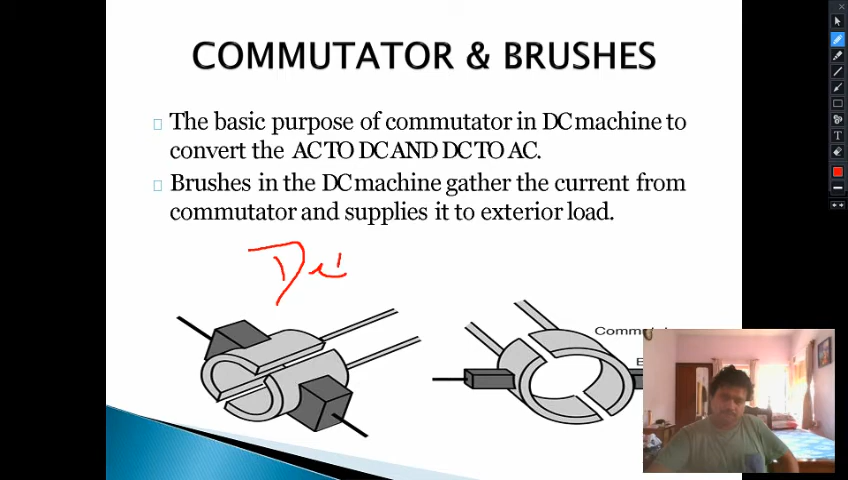 COMMUTATOR & BRUSHES
The basic purpose of commutator in DC machine to
convert the AC TO DC AND DC TO AC.
Brushes in the DC machine gather the current from
commutator and supplies it to exterior load.